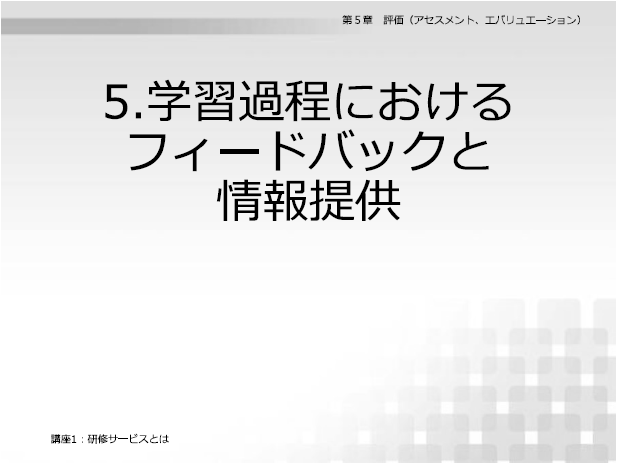 第５章　評価（アセスメント、エバリュエーション）
5.学習過程における
フィードバックと
情報提供
講座1：研修サービスとは